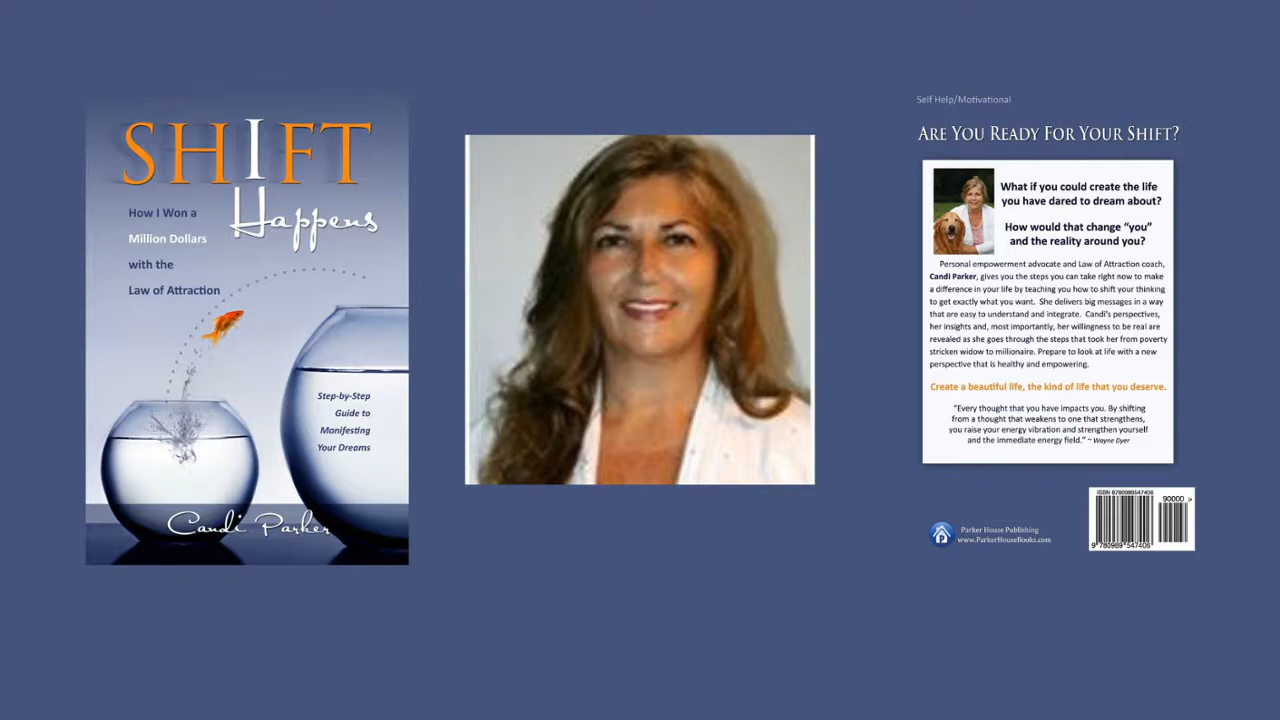 SHIFT
Happens
How I Won a
Million Dollars
with the
Law of Attraction
Step-by-Step
Guide to
Manifesting
Your Dreams
Candi Parker
Self Help/Motivational
ARE YOU READY FOR YOUR SHIFT?
What if you could create the life
you have dared to dream about?
How would that change “you”
and the reality around you?
Personal empowerment advocate and Law of Attraction coach,
Candi Parker, gives you the steps you can take right now to make
a difference in your life by teaching you how to shift your thinking
to get exactly what you want. She delivers big messages in a way
that are easy to understand and integrate. Candi's perspectives,
her insights and, most importantly, her willingness to be real are
revealed as she goes through the steps that took her from poverty
stricken widow to millionaire. Prepare to look at life with a new
perspective that is healthy and empowering.
Create a beautiful life, the kind of life that you deserve.
“Every thought that you have impacts you. By shifting
from a thought that weakens to one that strengthens,
you raise your energy vibration and strengthen yourself
and the immediate energy field.” ~ Wayne Dyer
Parker House Publishing
www.ParkerHouseBooks.com
ISBN 9780989547406
90000 >
9 780989 547406